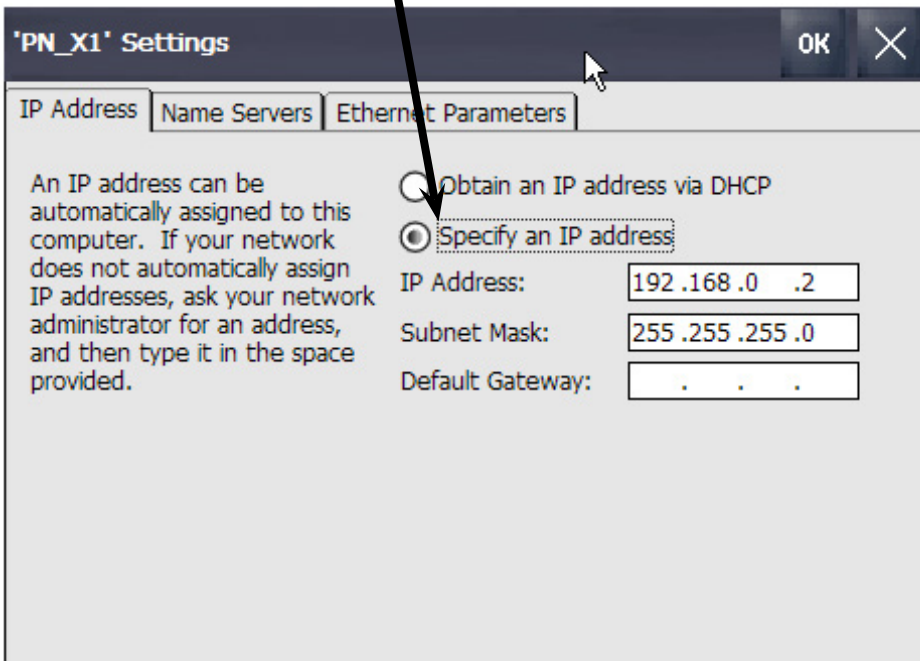 'PN_X1' Settings
OK
IP Address
Name Servers
Ethernet Parameters
An IP address can be
automatically assigned to this
computer. If your network
does not automatically assign
IP addresses, ask your network
administrator for an address,
and then type it in the space
provided.
Obtain an IP address via DHCP
Specify an IP address
IP Address: 192.168.0.2
Subnet Mask: 255.255.255.0
Default Gateway: . . .